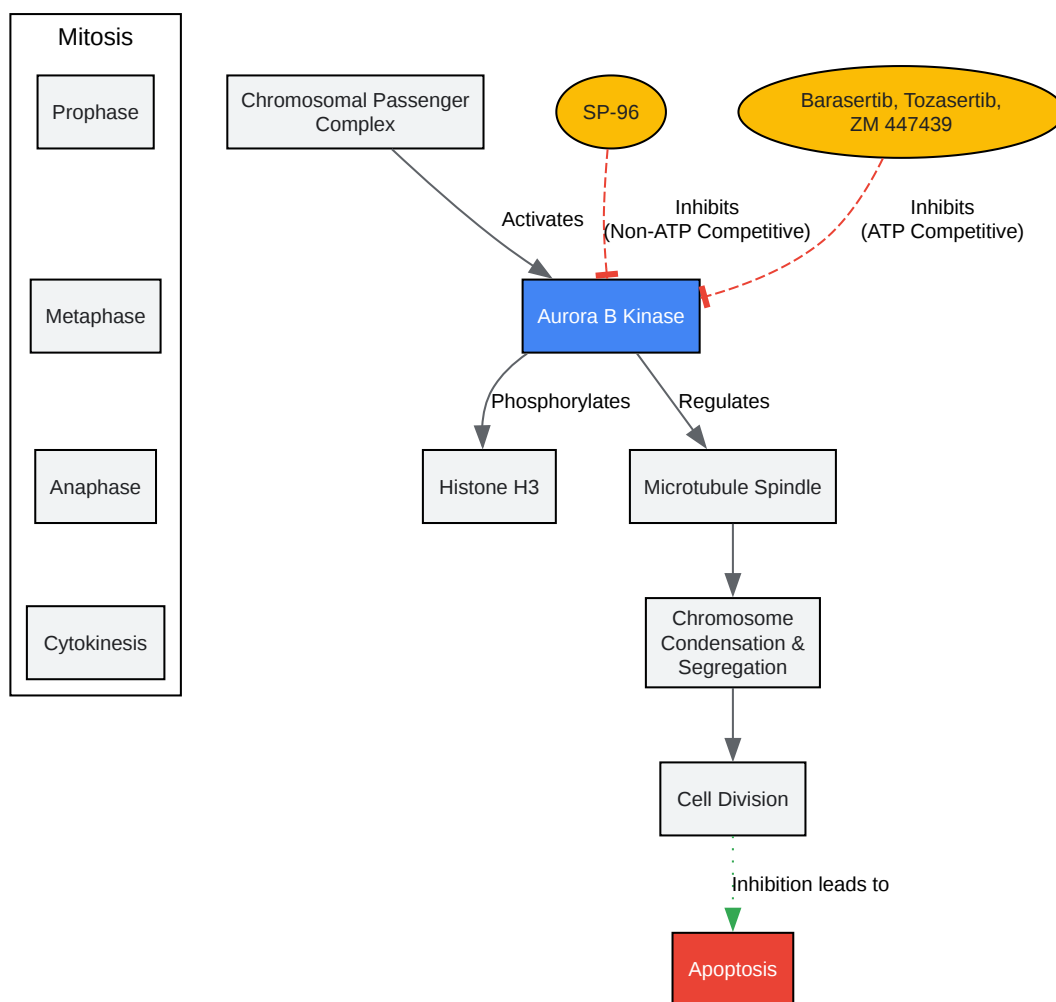 Mitosis
Prophase
Metaphase
Anaphase
Cytokinesis
Chromosomal Passenger
Complex
SP-96
Barasertib, Tozasertib,
ZM 447439
Activates
Inhibits
(Non-ATP Competitive)
Inhibits
(ATP Competitive)
Aurora B Kinase
Phosphorylates
Regulates
Histone H3
Microtubule Spindle
Chromosome
Condensation &
Segregation
Cell Division
Inhibition leads to
Apoptosis